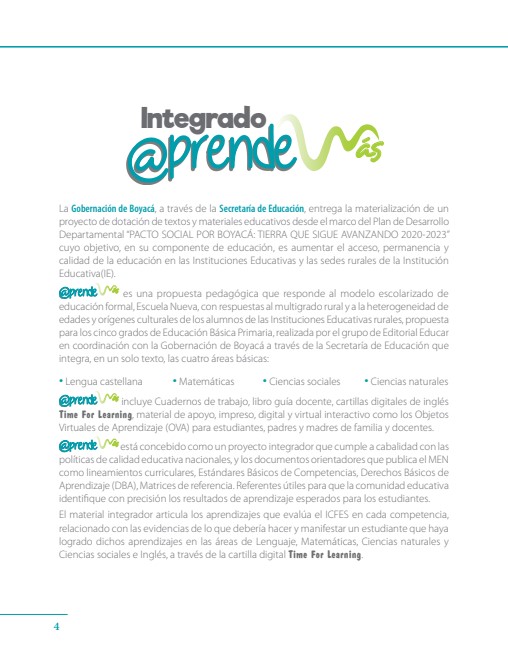 Integrado
@prende más
La Gobernación de Boyacá, a través de la Secretaría de Educación, entrega la materialización de un
proyecto de dotación de textos y materiales educativos desde el marco del Plan de Desarrollo
Departamental “PACTO SOCIAL POR BOYACÁ: TIERRA QUE SIGUE AVANZANDO 2020-2023”
cuyo objetivo, en su componente de educación, es aumentar el acceso, permanencia y
calidad de la educación en las Instituciones Educativas y las sedes rurales de la Institución
Educativa(IE).
@prende más es una propuesta pedagógica que responde al modelo escolarizado de
educación formal, Escuela Nueva, con respuestas al multigrado rural y a la heterogeneidad de
edades y orígenes culturales de los alumnos de las Instituciones Educativas rurales, propuesta
para los cinco grados de Educación Básica Primaria, realizada por el grupo de Editorial Educar
en coordinación con la Gobernación de Boyacá a través de la Secretaría de Educación que
integra, en un solo texto, las cuatro áreas básicas:
• Lengua castellana • Matemáticas • Ciencias sociales • Ciencias naturales
@prende más incluye Cuadernos de trabajo, libro guía docente, cartillas digitales de inglés
Time For Learning, material de apoyo, impreso, digital y virtual interactivo como los Objetos
Virtuales de Aprendizaje (OVA) para estudiantes, padres y madres de familia y docentes.
@prende más está concebido como un proyecto integrador que cumple a cabalidad con las
políticas de calidad educativa nacionales, y los documentos orientadores que publica el MEN
como lineamientos curriculares, Estándares Básicos de Competencias, Derechos Básicos de
Aprendizaje (DBA), Matrices de referencia. Referentes útiles para que la comunidad educativa
identifique con precisión los resultados de aprendizaje esperados para los estudiantes.
El material integrador articula los aprendizajes que evalúa el ICFES en cada competencia,
relacionado con las evidencias de lo que debería hacer y manifestar un estudiante que haya
logrado dichos aprendizajes en las áreas de Lenguaje, Matemáticas, Ciencias naturales y
Ciencias sociales e Inglés, a través de la cartilla digital Time For Learning.
4